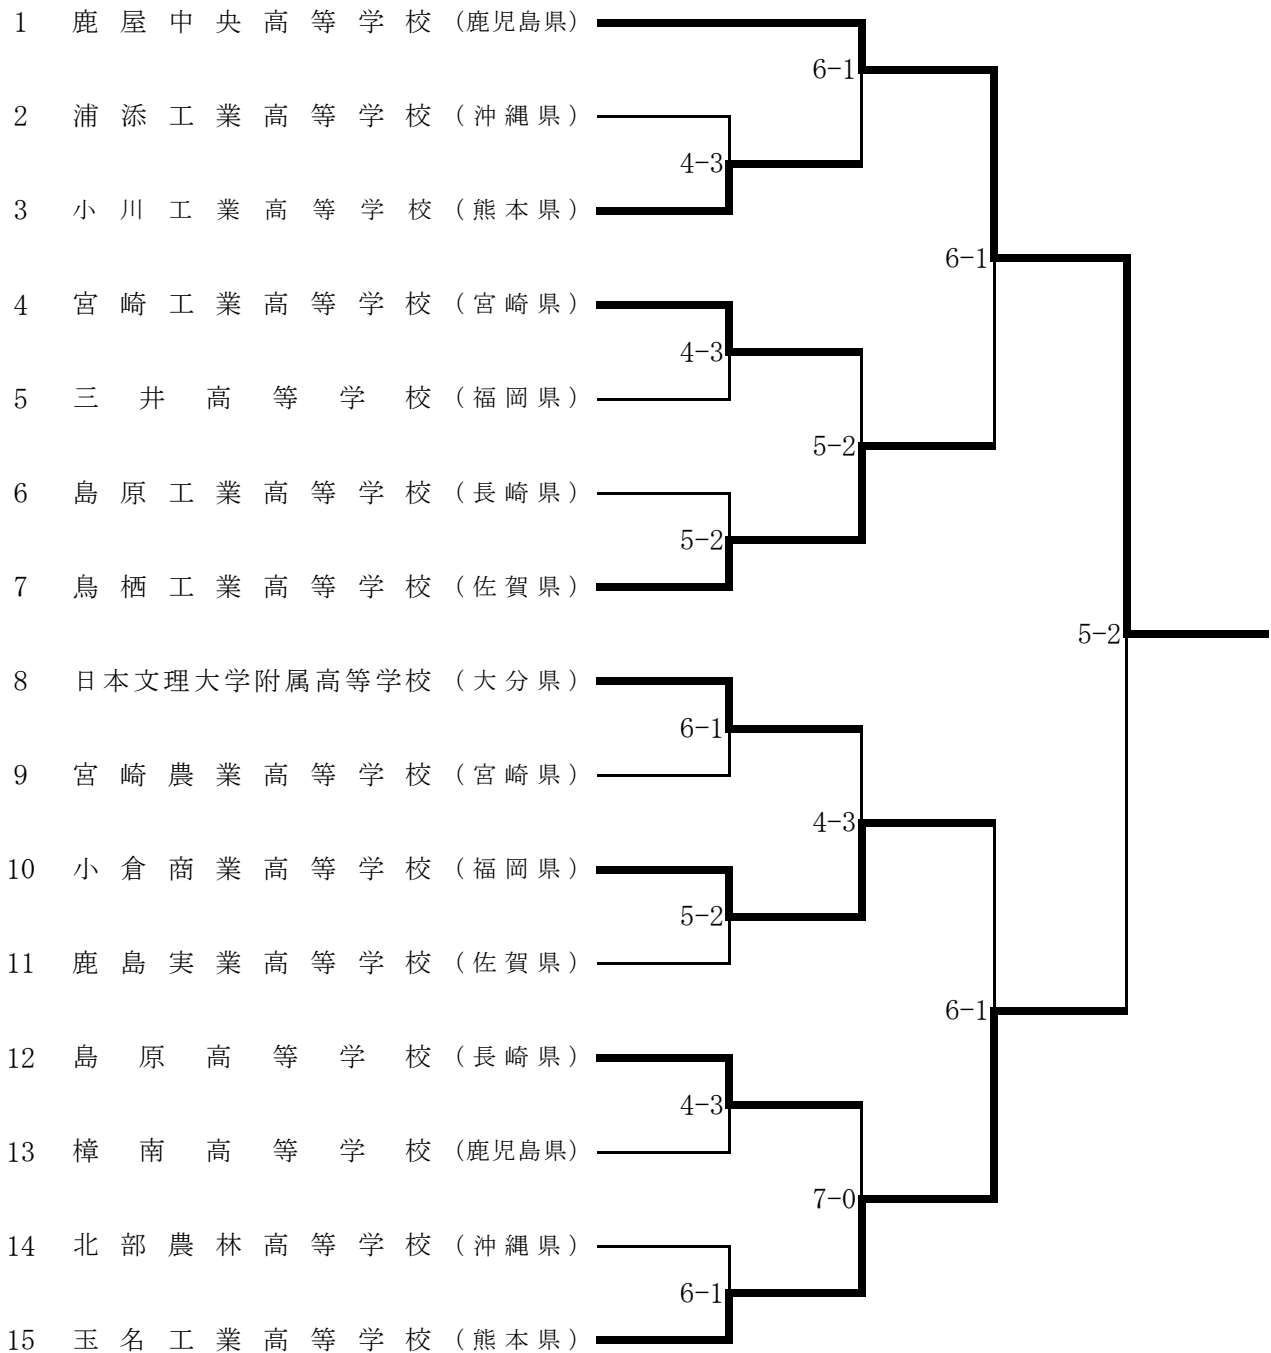 1 鹿屋中央高等学校 (鹿児島県)
6-1
2 浦添工業高等学校 (沖縄県)
4-3
3 小川工業高等学校 (熊本県)
6-1
4 宮崎工業高等学校 (宮崎県)
4-3
5 三井高等学校 (福岡県)
5-2
6 島原工業高等学校 (長崎県)
5-2
7 鳥栖工業高等学校 (佐賀県)
5-2
8 日本文理大学附属高等学校 (大分県)
6-1
9 宮崎農業高等学校 (宮崎県)
4-3
10 小倉商業高等学校 (福岡県)
5-2
11 鹿島実業高等学校 (佐賀県)
6-1
12 島原高等学校 (長崎県)
4-3
13 樟南高等学校 (鹿児島県)
7-0
14 北部農林高等学校 (沖縄県)
6-1
15 玉名工業高等学校 (熊本県)